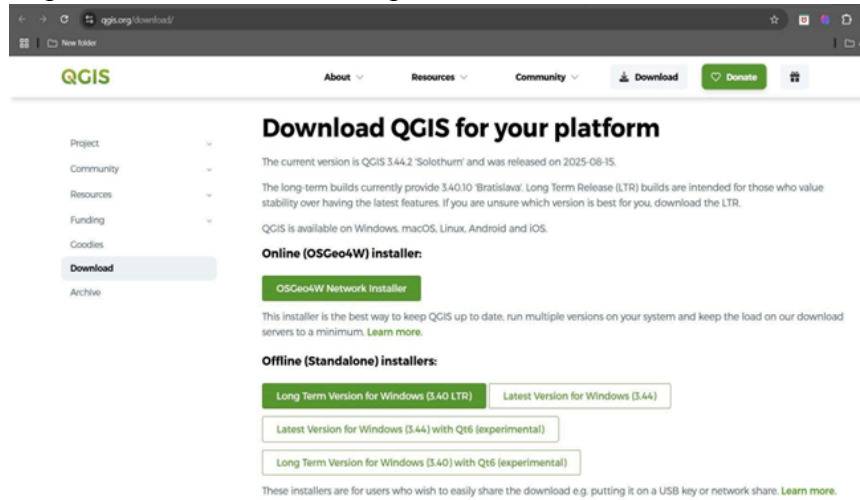 qgis.org/download/
New folder
QGIS
About
Resources
Community
Download
Donate
Project
Community
Resources
Funding
Goodies
Download
Archive
Download QGIS for your platform
The current version is QGIS 3.44.2 'Solothurn' and was released on 2025-08-15.
The long-term builds currently provide 3.40.10 'Bratislava'. Long Term Release (LTR) builds are intended for those who value
stability over having the latest features. If you are unsure which version is best for you, download the LTR.
QGIS is available on Windows, macOS, Linux, Android and iOS.
Online (OSGeo4W) installer:
OSGeo4W Network Installer
This installer is the best way to keep QGIS up to date, run multiple versions on your system and keep the load on our download
servers to a minimum. Learn more.
Offline (Standalone) installers:
Long Term Version for Windows (3.40 LTR)
Latest Version for Windows (3.44)
Latest Version for Windows (3.44) with Qt6 (experimental)
Long Term Version for Windows (3.40) with Qt6 (experimental)
These installers are for users who wish to easily share the download e.g. putting it on a USB key or network share. Learn more.